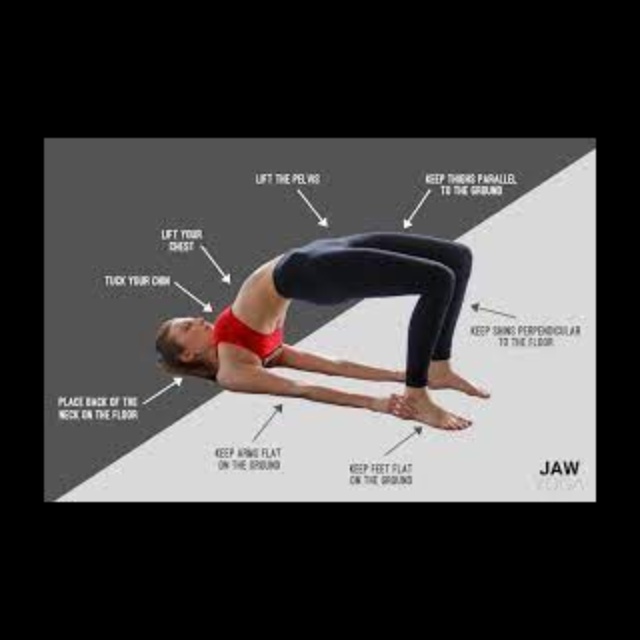 LIFT THE PELVIS
KEEP THIGHS PARALLEL
TO THE GROUND
LIFT YOUR
CHEST
TUCK YOUR CHIN
KEEP SHINS PERPENDICULAR
TO THE FLOOR
PLACE BACK OF THE
NECK ON THE FLOOR
KEEP ARMS FLAT
ON THE GROUND
KEEP FEET FLAT
ON THE GROUND
JAW
YOGA